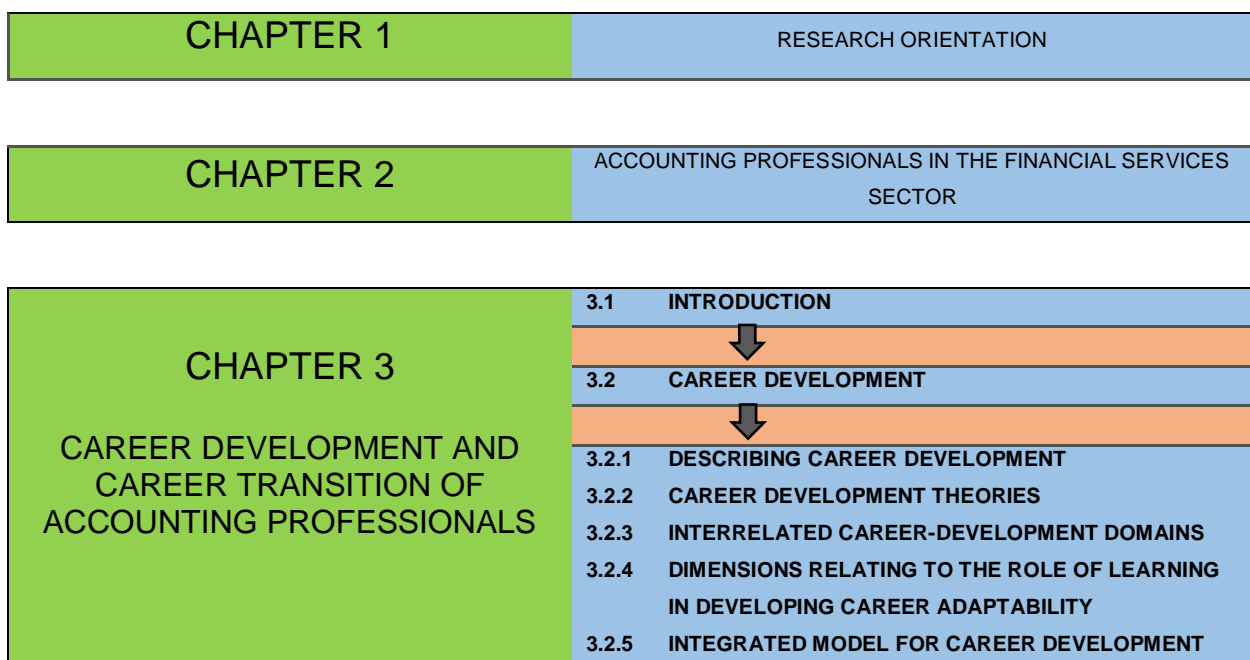 CHAPTER 1
RESEARCH ORIENTATION
CHAPTER 2
ACCOUNTING PROFESSIONALS IN THE FINANCIAL SERVICES
SECTOR
CHAPTER 3
CAREER DEVELOPMENT AND
CAREER TRANSITION OF
ACCOUNTING PROFESSIONALS
3.1 INTRODUCTION
3.2 CAREER DEVELOPMENT
3.2.1 DESCRIBING CAREER DEVELOPMENT
3.2.2 CAREER DEVELOPMENT THEORIES
3.2.3 INTERRELATED CAREER-DEVELOPMENT DOMAINS
3.2.4 DIMENSIONS RELATING TO THE ROLE OF LEARNING
IN DEVELOPING CAREER ADAPTABILITY
3.2.5 INTEGRATED MODEL FOR CAREER DEVELOPMENT